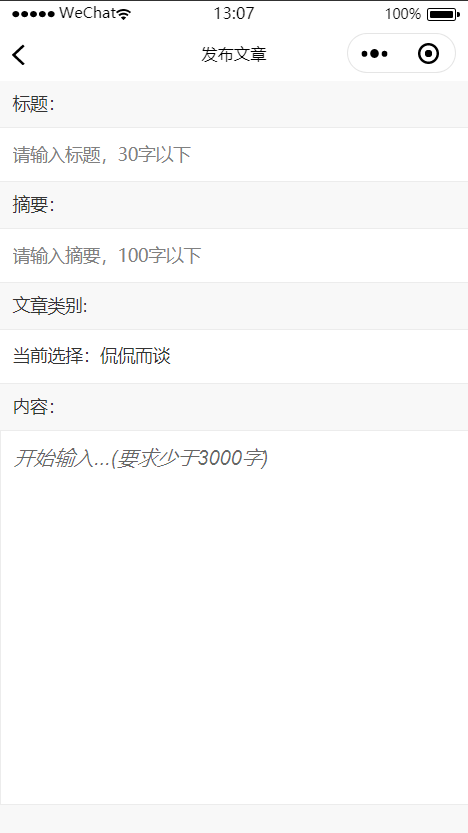 WeChat 13:07 100%
发布文章
标题：
请输入标题，30字以下
摘要：
请输入摘要，100字以下
文章类别:
当前选择：侃侃而谈
内容：
开始输入...(要求少于3000字)